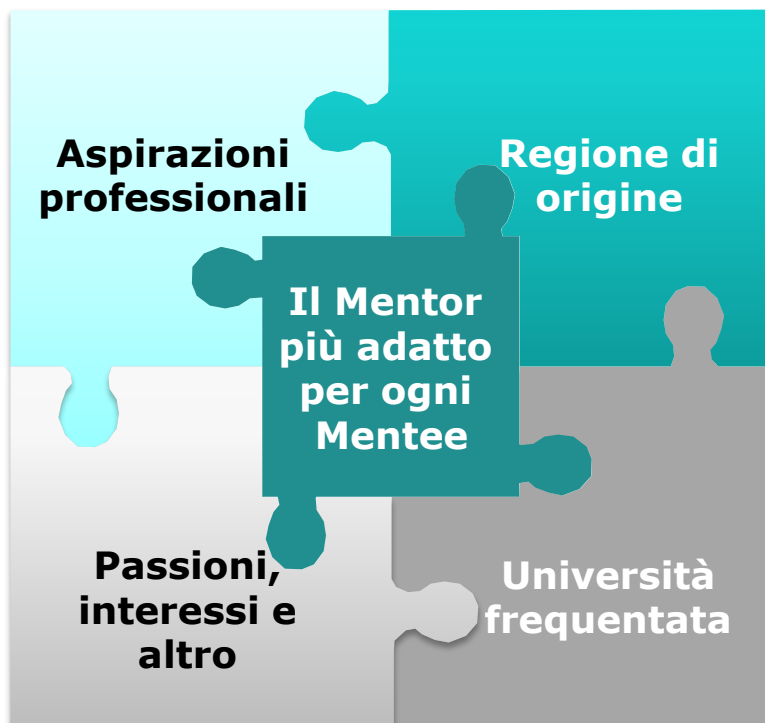 Aspirazioni
professionali
Regione di
origine
Il Mentor
più adatto
per ogni
Mentee
Passioni,
interessi e
altro
Università
frequentata